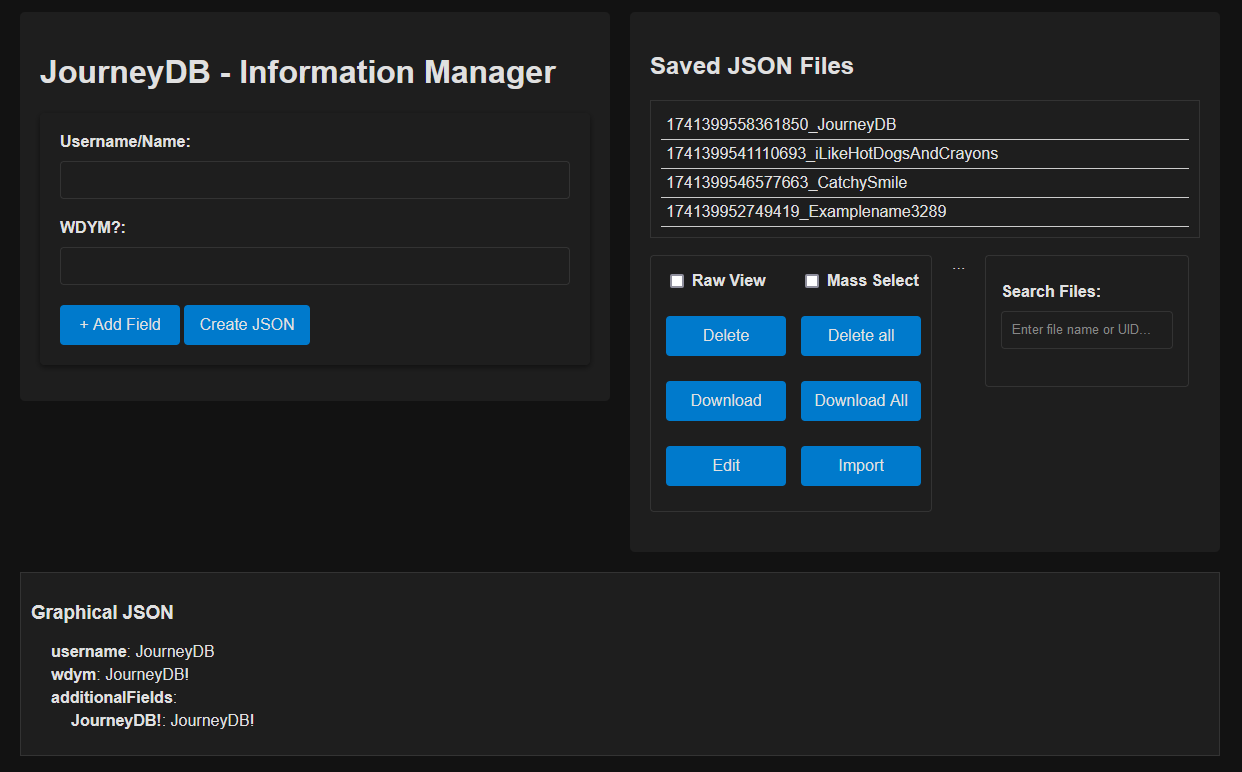 JourneyDB - Information Manager
Username/Name:
WDYM?:
+ Add Field
Create JSON
Saved JSON Files
1741399558361850_JourneyDB
1741399541110693_iLikeHotDogsAndCrayons
1741399546577663_CatchySmile
174139952749419_Examplename3289
Raw View
Mass Select
Delete
Delete all
Download
Download All
Edit
Import
...
Search Files:
Enter file name or UID...
Graphical JSON
username: JourneyDB
wdym: JourneyDB!
additionalFields:
JourneyDB!: JourneyDB!